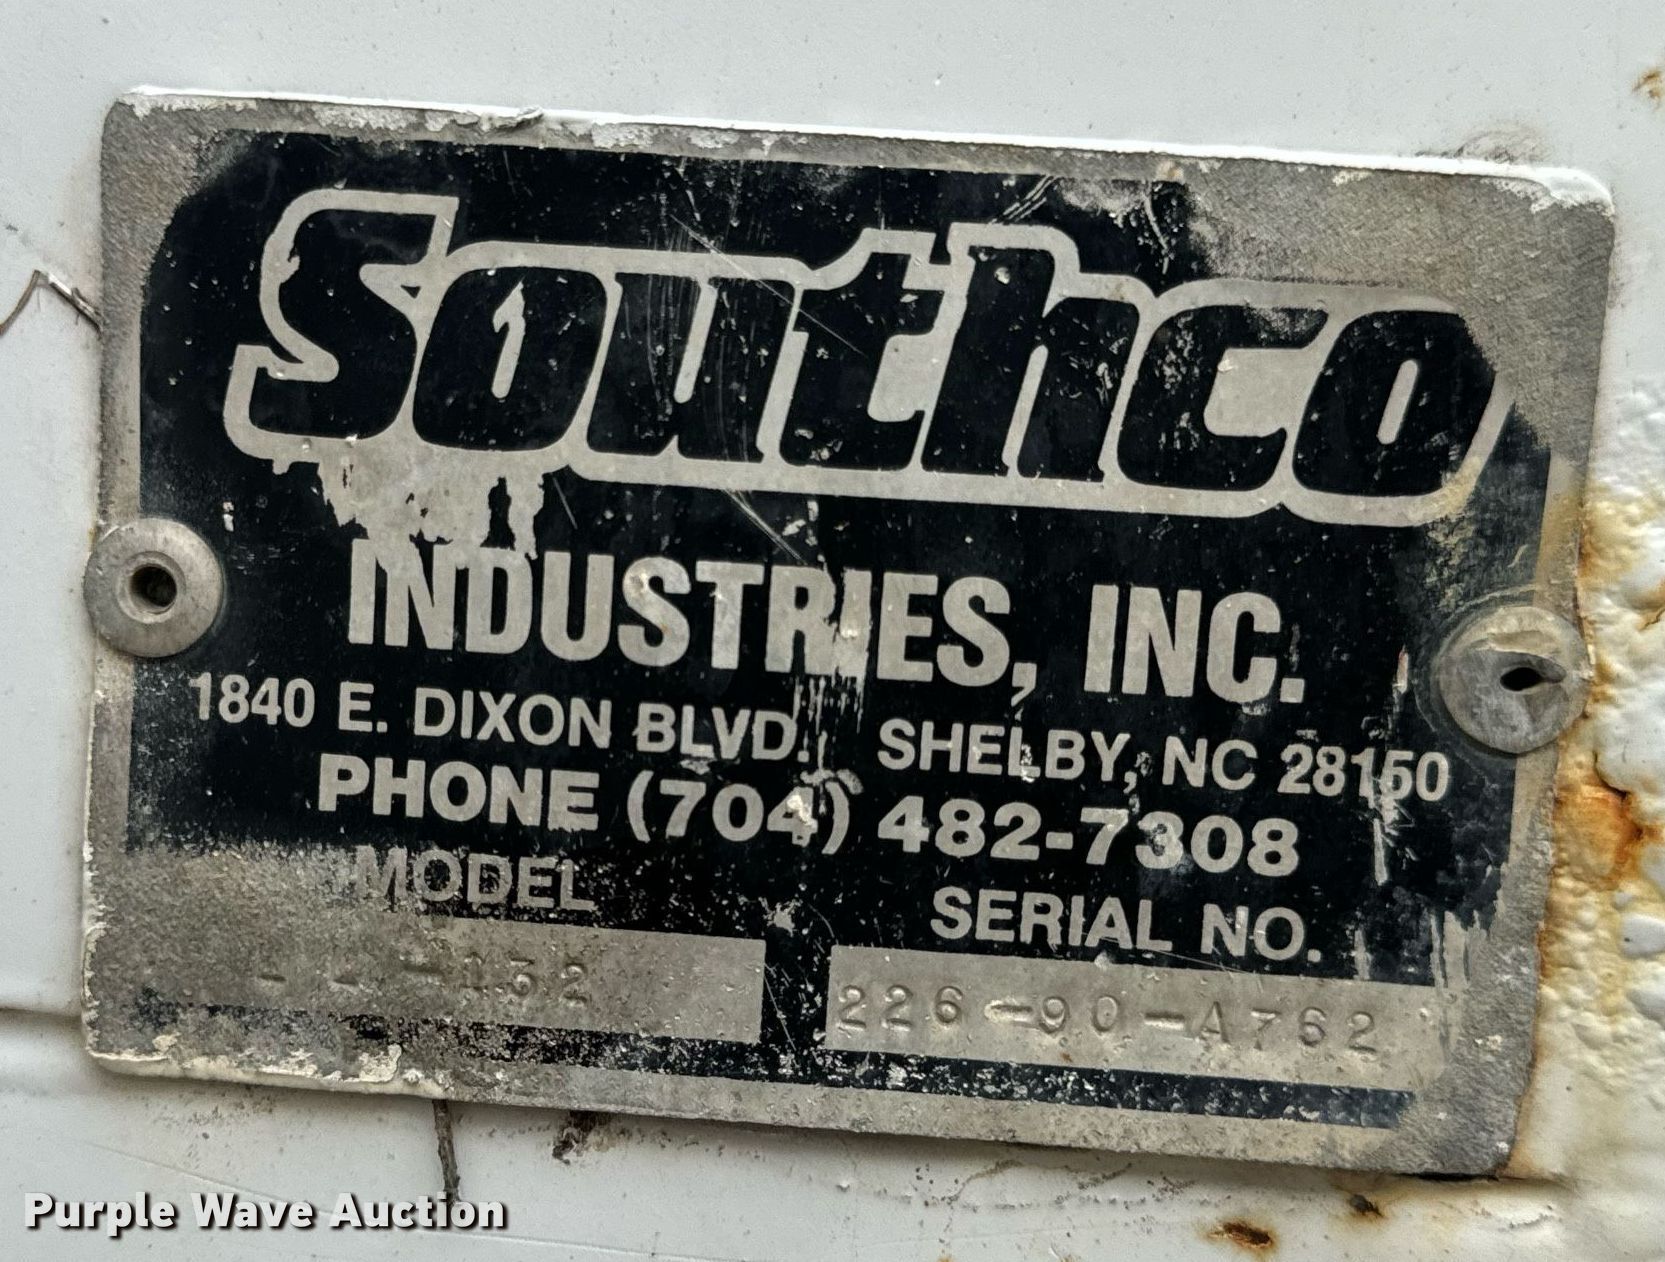 Southco
INDUSTRIES, INC.
1840 E. DIXON BLVD. SHELBY, NC 28150
PHONE (704) 482-7308
MODEL SERIAL NO.
226-90-A762
Purple Wave Auction